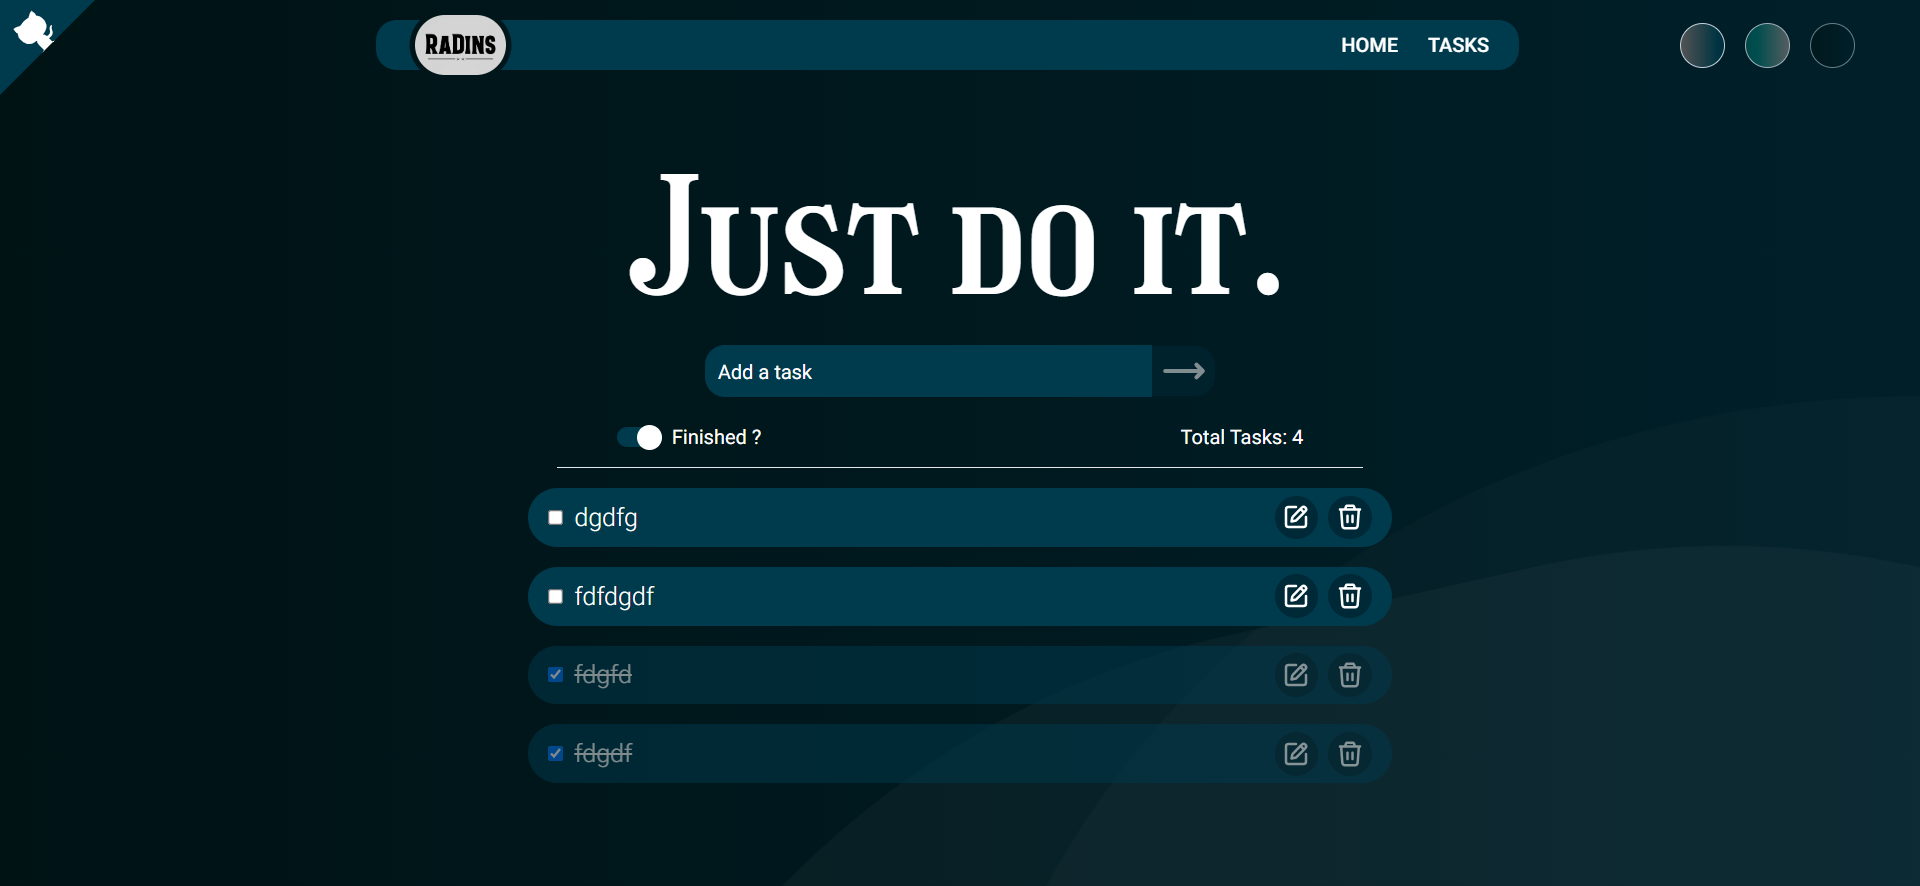 RADINS
HOME TASKS
Just do it.
Add a task
Finished ? Total Tasks: 4
dgdfg
fdfdgdf
fdgfd
fdgdf